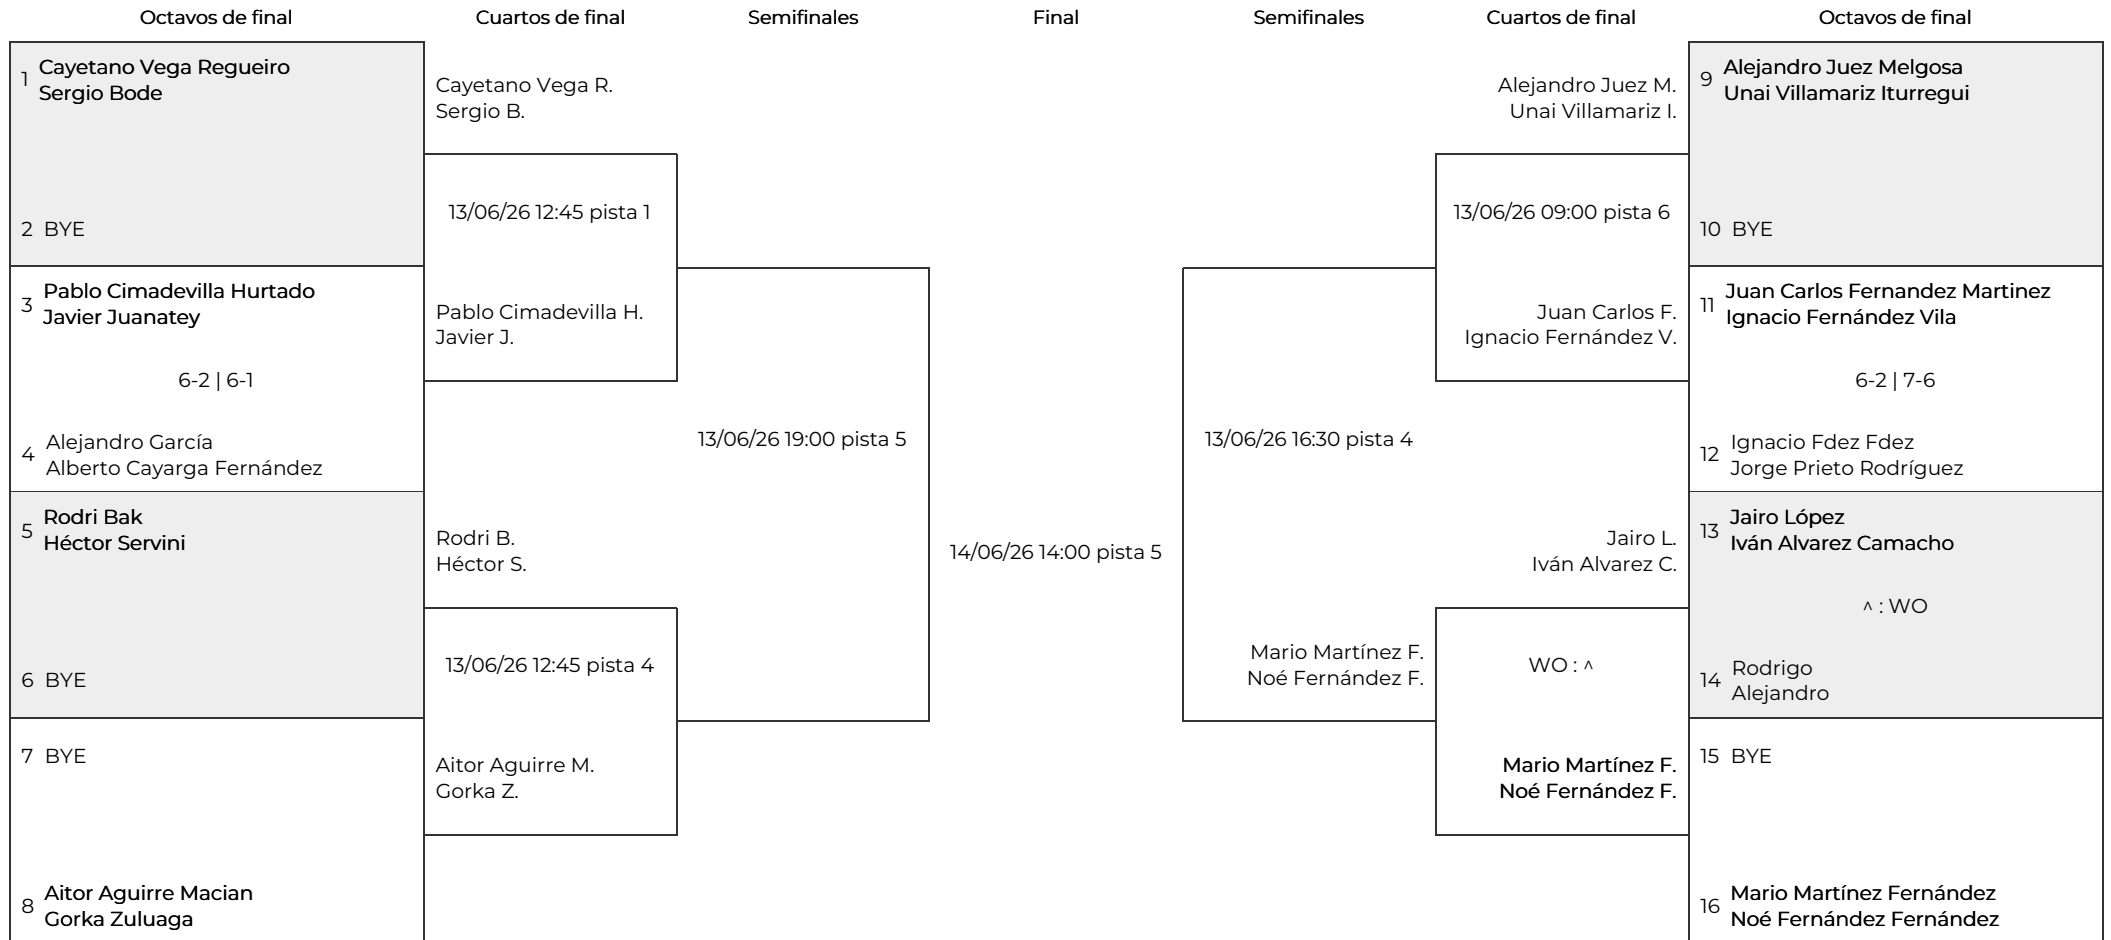 Octavos de final
Cuartos de final
Semifinales
Final
Semifinales
Cuartos de final
Octavos de final
1
Cayetano Vega Regueiro
Sergio Bode
2 BYE
3
Pablo Cimadevilla Hurtado
Javier Juanatey
6-2 | 6-1
4
Alejandro García
Alberto Cayarga Fernández
5
Rodri Bak
Héctor Servini
6 BYE
7 BYE
8
Aitor Aguirre Macian
Gorka Zuluaga
Cayetano Vega R.
Sergio B.
13/06/26 12:45 pista 1
Pablo Cimadevilla H.
Javier J.
Rodri B.
Héctor S.
13/06/26 12:45 pista 4
Aitor Aguirre M.
Gorka Z.
13/06/26 19:00 pista 5
14/06/26 14:00 pista 5
13/06/26 16:30 pista 4
Mario Martínez F.
Noé Fernández F.
Alejandro Juez M.
Unai Villamariz I.
13/06/26 09:00 pista 6
Juan Carlos F.
Ignacio Fernández V.
Jairo L.
Iván Alvarez C.
WO : ^
Mario Martínez F.
Noé Fernández F.
9
Alejandro Juez Melgosa
Unai Villamariz Iturregui
10 BYE
11
Juan Carlos Fernandez Martinez
Ignacio Fernández Vila
6-2 | 7-6
12
Ignacio Fdez Fdez
Jorge Prieto Rodríguez
13
Jairo López
Iván Alvarez Camacho
^ : WO
14
Rodrigo
Alejandro
15 BYE
16
Mario Martínez Fernández
Noé Fernández Fernández